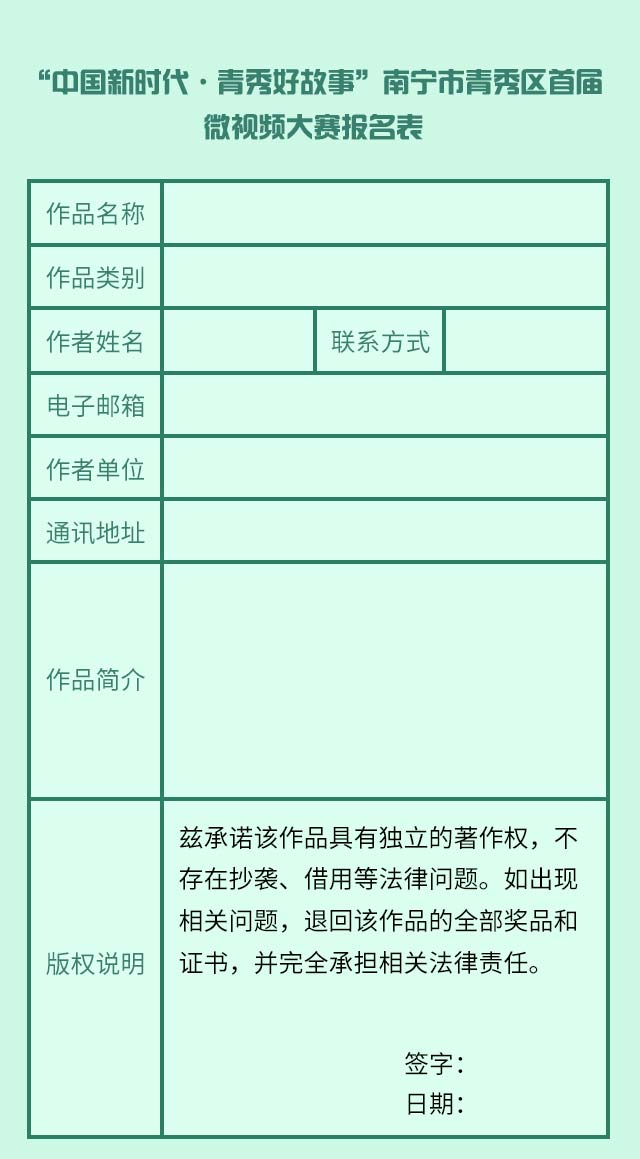 “中国新时代·青秀好故事”南宁市青秀区首届
微视频大赛报名表
作品名称
作品类别
作者姓名
联系方式
电子邮箱
作者单位
通讯地址
作品简介
版权说明
兹承诺该作品具有独立的著作权，不
存在抄袭、借用等法律问题。如出现
相关问题，退回该作品的全部奖品和
证书，并完全承担相关法律责任。
签字：
日期：